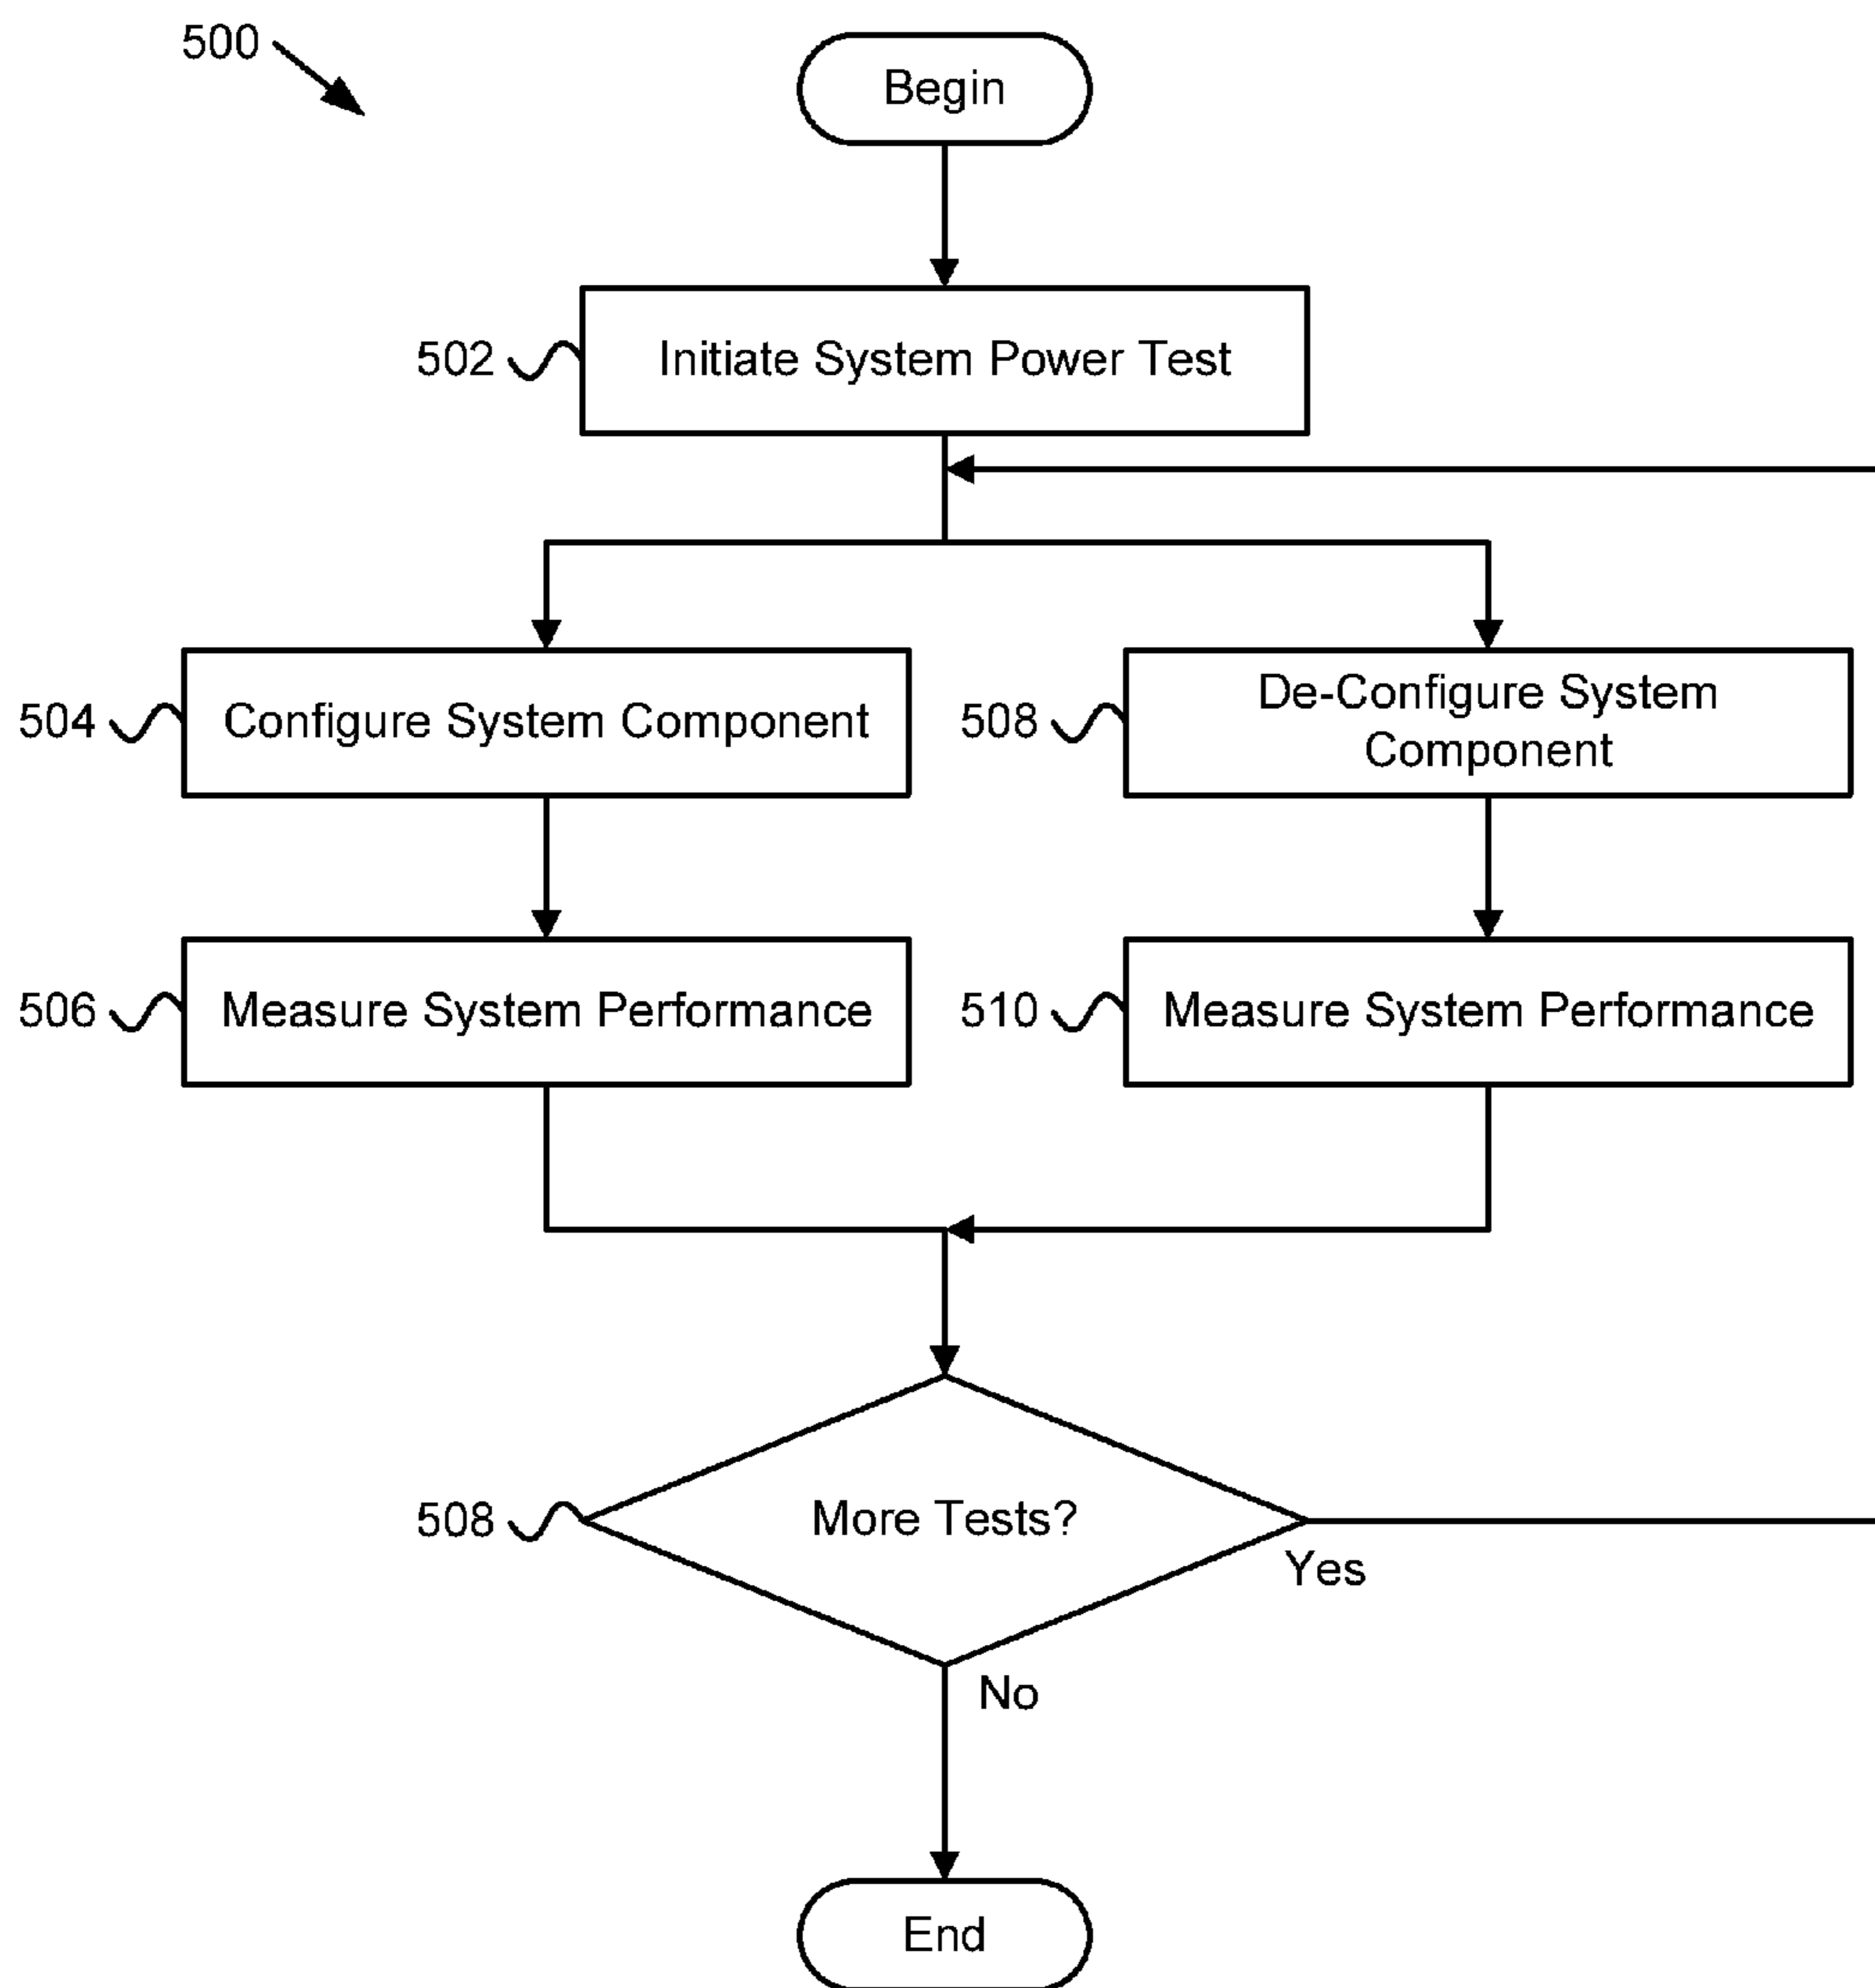 500
Begin
502
Initiate System Power Test
504
Configure System Component
508
De-Configure System
Component
506
Measure System Performance
510
Measure System Performance
508
More Tests?
Yes
No
End